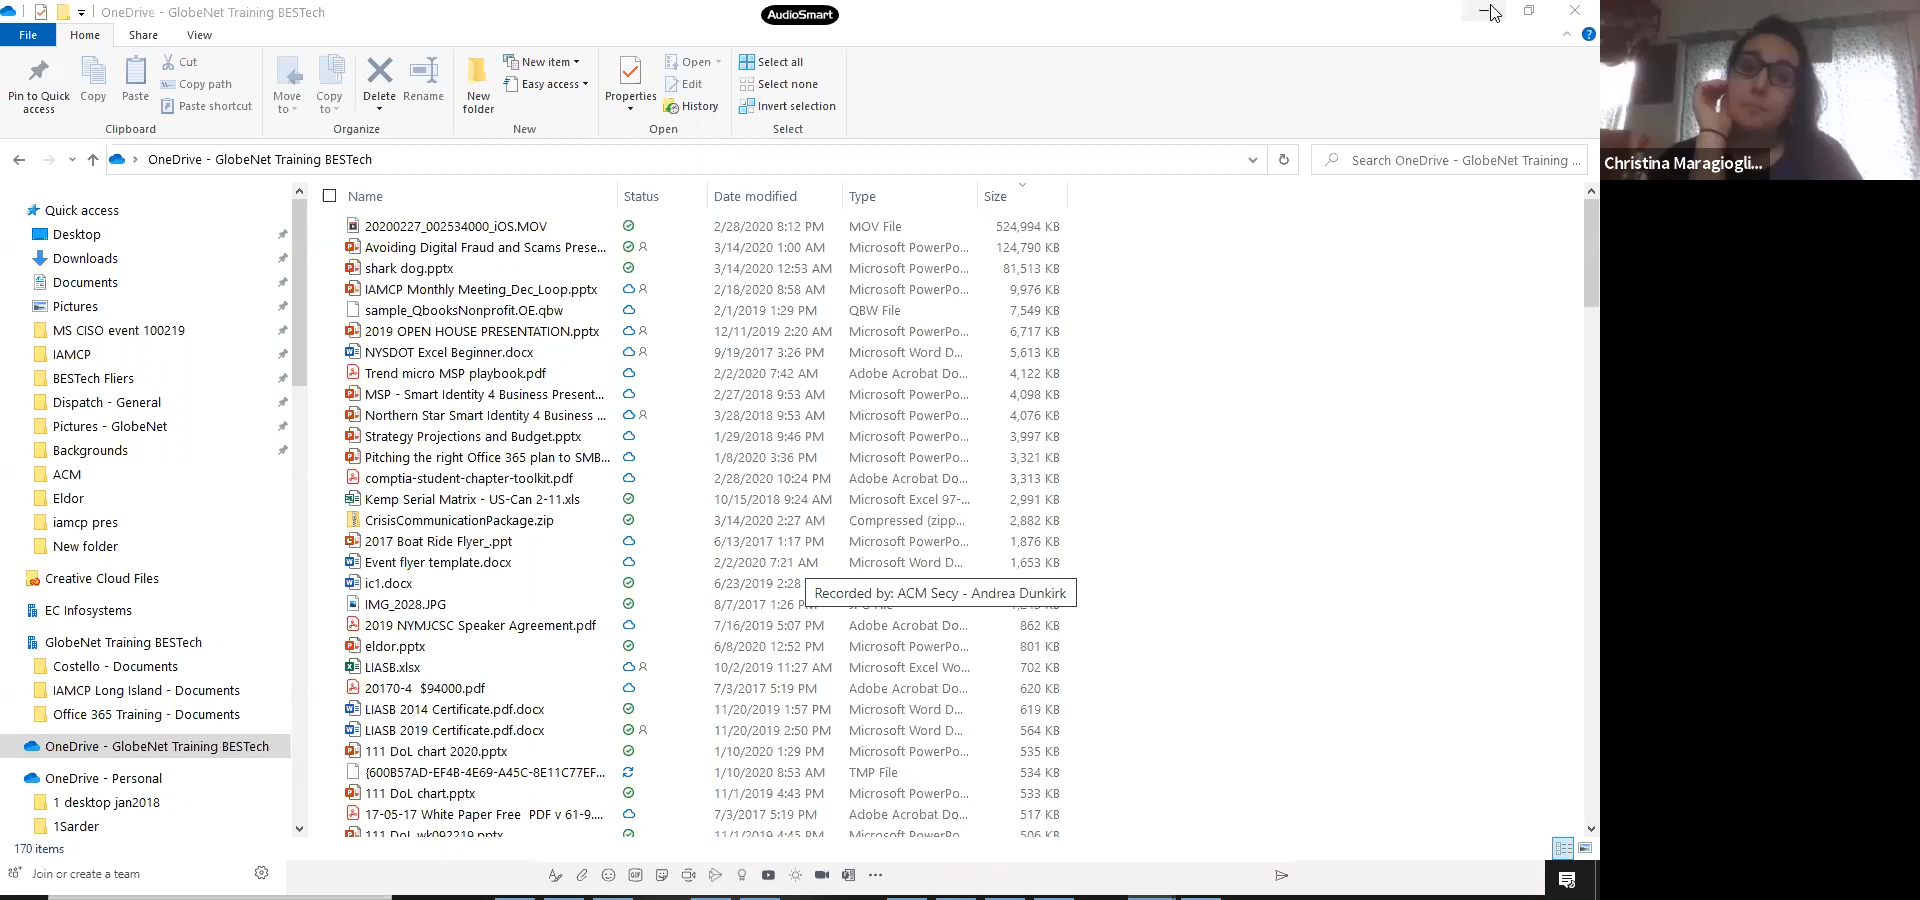 OneDrive - GlobeNet Training BESTech
AudioSmart
File Home Share View
Pin to Quick access
Copy
Paste
Cut
Copy path
Paste shortcut
Clipboard
Move to
Copy to
Delete
Rename
Organize
New folder
New item
Easy access
New
Properties
Open
Edit
History
Open
Select all
Select none
Invert selection
Select
OneDrive - GlobeNet Training BESTech
Search OneDrive - GlobeNet Training ...
Christina Maragiogli...
Quick access
Desktop
Downloads
Documents
Pictures
MS CISO event 100219
IAMCP
BESTech Fliers
Dispatch - General
Pictures - GlobeNet
Backgrounds
ACM
Eldor
iamcp pres
New folder
Creative Cloud Files
EC Infosystems
GlobeNet Training BESTech
Costello - Documents
IAMCP Long Island - Documents
Office 365 Training - Documents
OneDrive - GlobeNet Training BESTech
OneDrive - Personal
1 desktop jan2018
1Sarder
Name Status Date modified Type Size
20200227_002534000_iOS.MOV 2/28/2020 8:12 PM MOV File 524,994 KB
Avoiding Digital Fraud and Scams Prese... 3/14/2020 1:00 AM Microsoft PowerPo... 124,790 KB
shark dog.pptx 3/14/2020 12:53 AM Microsoft PowerPo... 81,513 KB
IAMCP Monthly Meeting_Dec_Loop.pptx 2/18/2020 8:58 AM Microsoft PowerPo... 9,976 KB
sample_QbooksNonprofit.OE.qbw 2/1/2019 1:29 PM QBW File 7,549 KB
2019 OPEN HOUSE PRESENTATION.pptx 12/11/2019 2:20 AM Microsoft PowerPo... 6,717 KB
NYSDOT Excel Beginner.docx 9/19/2017 3:26 PM Microsoft Word D... 5,613 KB
Trend micro MSP playbook.pdf 2/2/2020 7:42 AM Adobe Acrobat Do... 4,122 KB
MSP - Smart Identity 4 Business Present... 2/27/2018 9:53 AM Microsoft PowerPo... 4,098 KB
Northern Star Smart Identity 4 Business ... 3/28/2018 9:53 AM Microsoft PowerPo... 4,076 KB
Strategy Projections and Budget.pptx 1/29/2018 9:46 PM Microsoft PowerPo... 3,997 KB
Pitching the right Office 365 plan to SMB... 1/8/2020 3:36 PM Microsoft PowerPo... 3,321 KB
comptia-student-chapter-toolkit.pdf 2/28/2020 10:24 PM Adobe Acrobat Do... 3,313 KB
Kemp Serial Matrix - US-Can 2-11.xls 10/15/2018 9:24 AM Microsoft Excel 97-... 2,991 KB
CrisisCommunicationPackage.zip 3/14/2020 2:27 AM Compressed (zipp... 2,882 KB
2017 Boat Ride Flyer_.ppt 6/13/2017 1:17 PM Microsoft PowerPo... 1,876 KB
Event flyer template.docx 2/2/2020 7:21 AM Microsoft Word D... 1,653 KB
ic1.docx 6/23/2019 2:28
Recorded by: ACM Secy - Andrea Dunkirk
IMG_2028.JPG 8/7/2017 1:26
2019 NYMJCSC Speaker Agreement.pdf 7/16/2019 5:07 PM Adobe Acrobat Do... 862 KB
eldor.pptx 6/8/2020 12:52 PM Microsoft PowerPo... 801 KB
LIASB.xlsx 10/2/2019 11:27 AM Microsoft Excel Wo... 702 KB
20170-4 $94000.pdf 7/3/2017 5:19 PM Adobe Acrobat Do... 620 KB
LIASB 2014 Certificate.pdf.docx 11/20/2019 1:57 PM Microsoft Word D... 619 KB
LIASB 2019 Certificate.pdf.docx 11/20/2019 2:50 PM Microsoft Word D... 564 KB
111 DoL chart 2020.pptx 1/10/2020 1:29 PM Microsoft PowerPo... 535 KB
{600B57AD-EF4B-4E69-A45C-8E11C77EF... 1/10/2020 8:53 AM TMP File 534 KB
111 DoL chart.pptx 11/1/2019 4:43 PM Microsoft PowerPo... 533 KB
17-05-17 White Paper Free PDF v 61-9.... 7/3/2017 5:19 PM Adobe Acrobat Do... 517 KB
111 DoL wk092219.pptx 11/1/2019 4:45 PM Microsoft PowerPo... 506 KB
170 items
Join or create a team
GIF